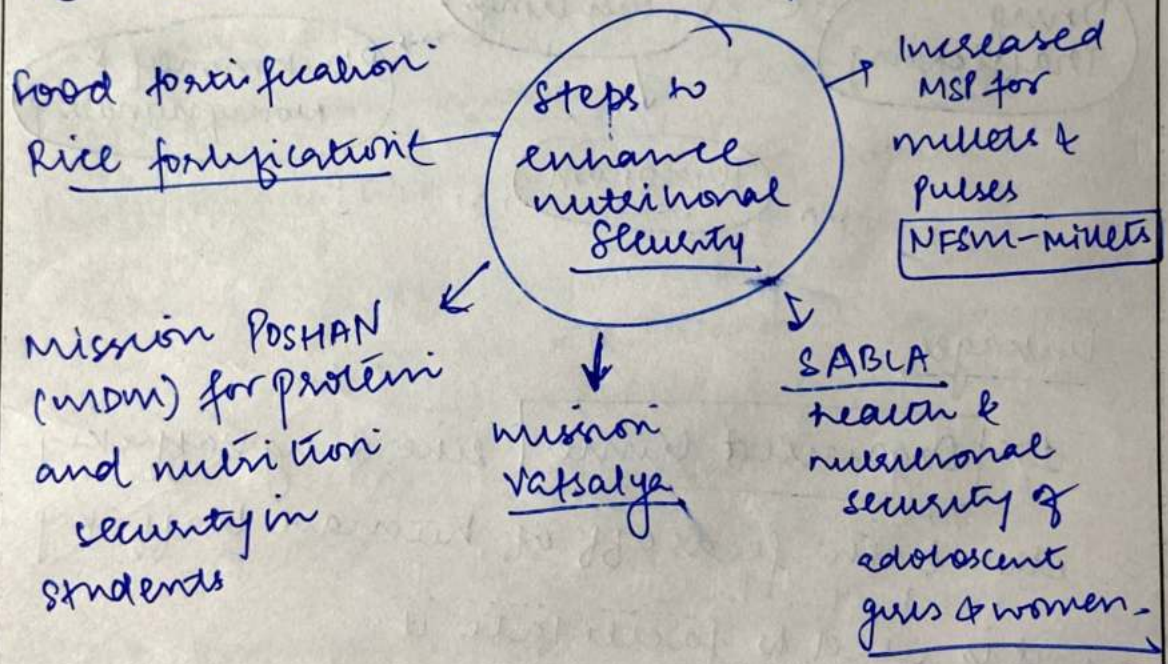 Steps to
enhance
nutritional
Security
Food fortification
Rice fortification
Increased
MSP for
millets &
pulses
NFSM-Millets
Mission POSHAN
(MDM) for protein
and nutrition
security in
students
mission
Vatsalya
SABLA
health &
nutritional
security of
adoloscent
girls & women.